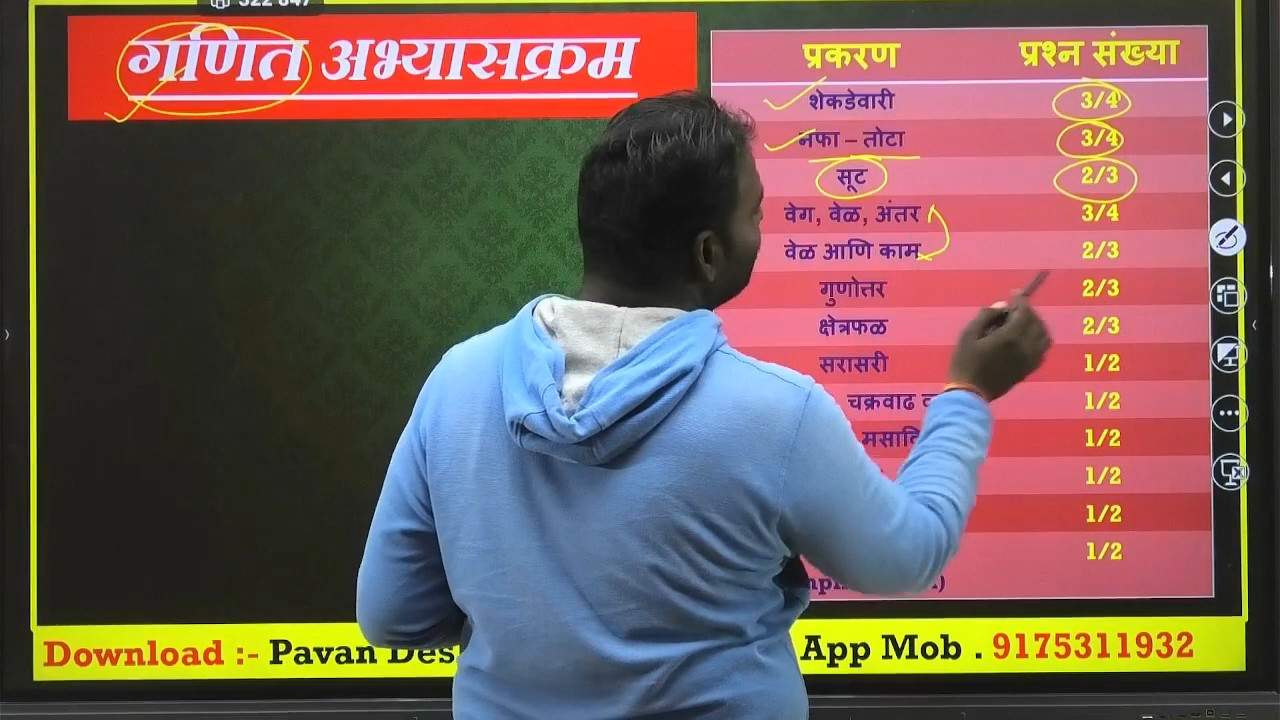 गणित अभ्यासक्रम
प्रकरण प्रश्न संख्या
शेकडेवारी 3/4
नफा – तोटा 3/4
सूट 2/3
वेग, वेळ, अंतर 3/4
वेळ आणि काम 2/3
गुणोतर 2/3
क्षेत्रफळ 2/3
सरासरी 1/2
चक्रवाढ 1/2
1/2
1/2
1/2
1/2
Download :- Pavan App Mob . 9175311932